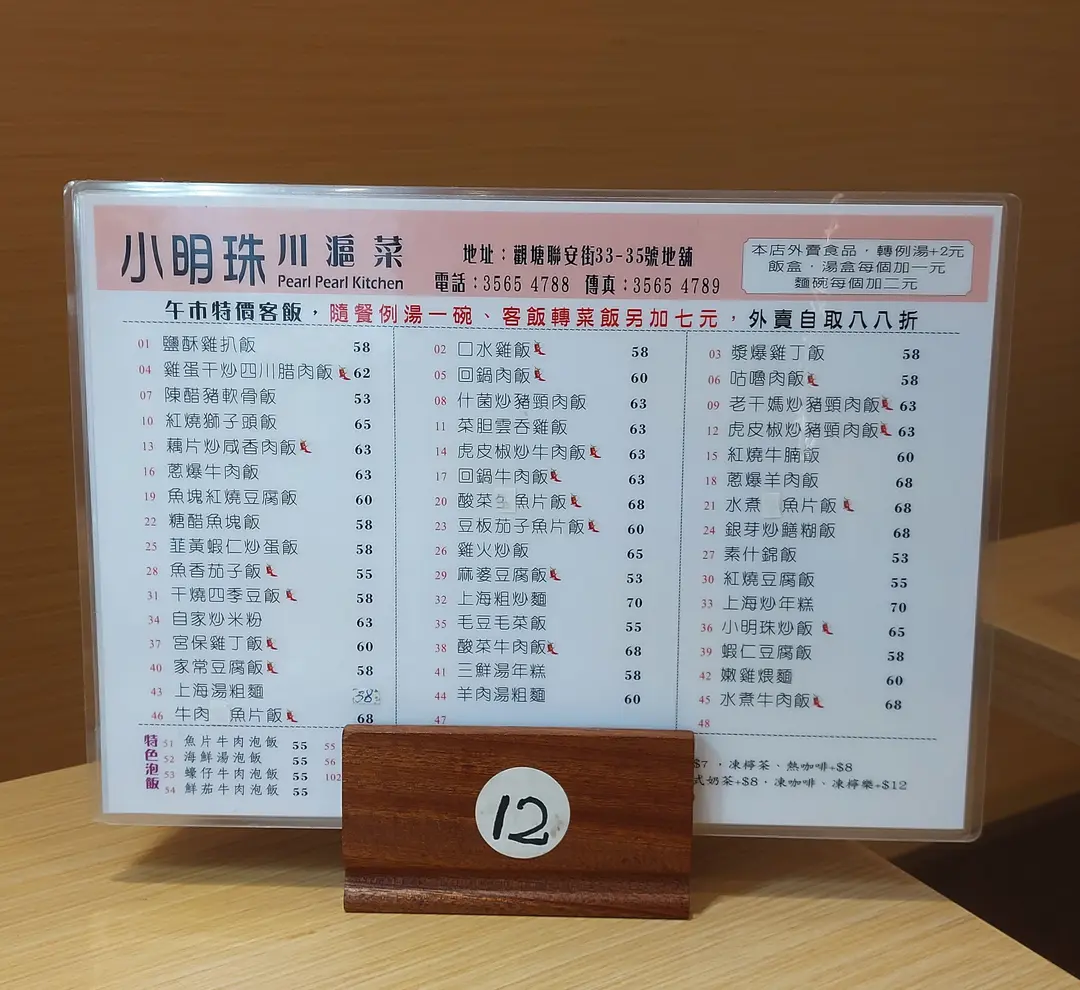 小明珠 川滬菜
Pearl Pearl Kitchen
地址：觀塘聯安街33-35號地舖
電話：3565 4788 傳真：3565 4789
本店外賣食品，轉例湯+2元
飯盒，湯盒每個加一元
麵碗每個加二元
午市特價客飯，隨餐例湯一碗、客飯轉菜飯另加七元，外賣自取八八折
01 鹽酥雞扒飯 58
04 雞蛋干炒四川腊肉飯 62
07 陳醋豬軟骨飯 53
10 紅燒獅子頭飯 65
13 藕片炒咸香肉飯 63
16 蔥爆牛肉飯 63
19 魚塊紅燒豆腐飯 60
22 糖醋魚塊飯 58
25 韮黃蝦仁炒蛋飯 58
28 魚香茄子飯 55
31 干燒四季豆飯 58
34 自家炒米粉 63
37 宮保雞丁飯 60
40 家常豆腐飯 58
43 上海湯粗麵 58
46 牛肉 魚片飯 68
02 口水雞飯 58
05 回鍋肉飯 60
08 什菌炒豬頸肉飯 63
11 菜胆雲吞雞飯 63
14 虎皮椒炒牛肉飯 63
17 回鍋牛肉飯 63
20 酸菜 魚片飯 68
23 豆板茄子魚片飯 60
26 雞火炒飯 65
29 麻婆豆腐飯 53
32 上海粗炒麵 70
35 毛豆毛菜飯 55
38 酸菜牛肉飯 68
41 三鮮湯年糕 58
44 羊肉湯粗麵 60
47
03 漿爆雞丁飯 58
06 咕嚕肉飯 58
09 老干媽炒豬頸肉飯 63
12 虎皮椒炒豬頸肉飯 63
15 紅燒牛腩飯 60
18 蔥爆羊肉飯 68
21 水煮 魚片飯 68
24 銀芽炒鱔糊飯 68
27 素什錦飯 53
30 紅燒豆腐飯 55
33 上海炒年糕 70
36 小明珠炒飯 65
39 蝦仁豆腐飯 58
42 嫩雞煨麵 60
45 水煮牛肉飯 68
48
特色泡飯
51 魚片牛肉泡飯 55
52 海鮮湯泡飯 55
53 蠔仔牛肉泡飯 55
54 鮮茄牛肉泡飯 55
55
56
102
$7，凍檸茶、熱咖啡+$8
式奶茶+$8，凍咖啡、凍檸樂+$12
12